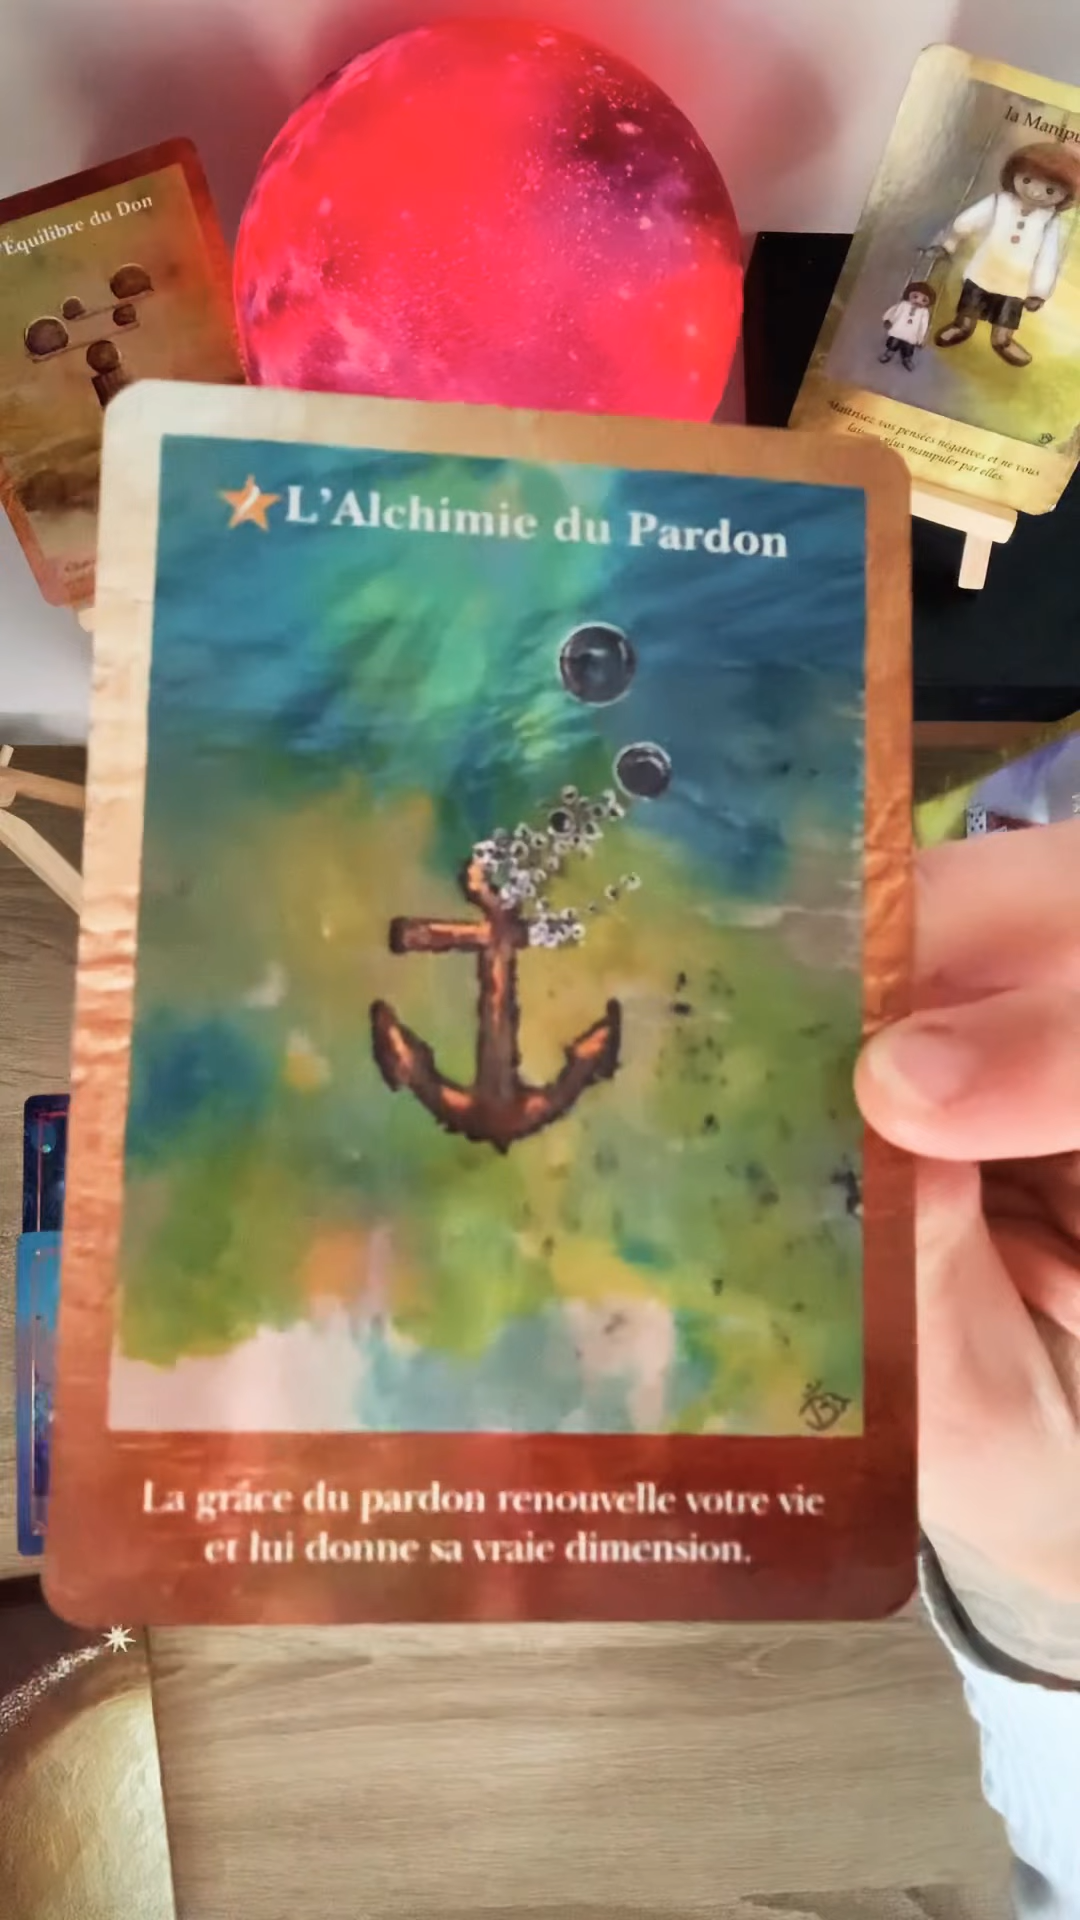 Équilibre du Don
la Manipu
Maîtrisez vos pensées négatives et ne vous
plus manipuler par elles.
2
L'Alchimie du Pardon
La grâce du pardon renouvelle votre vie
et lui donne sa vraie dimension.